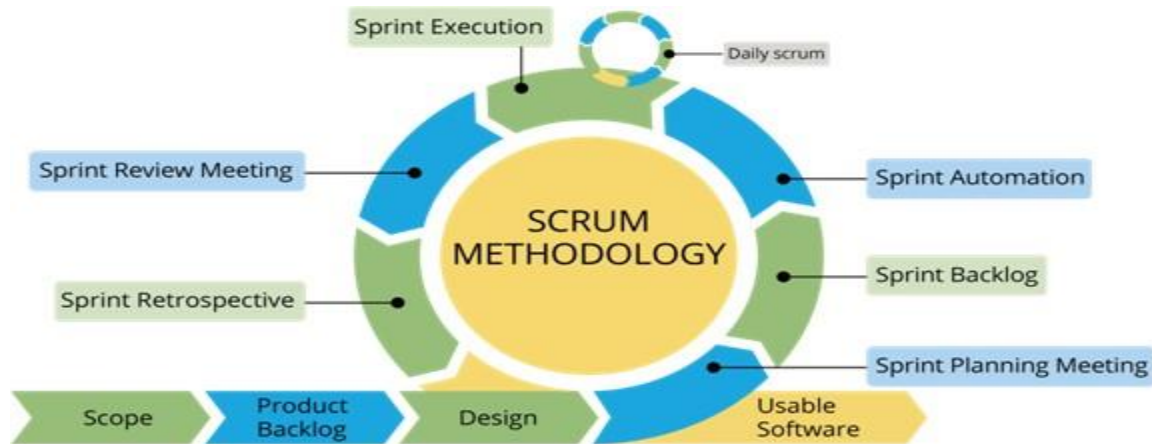 Sprint Execution
Daily scrum
Sprint Review Meeting
Sprint Automation
SCRUM
METHODOLOGY
Sprint Backlog
Sprint Retrospective
Sprint Planning Meeting
Scope
Product
Backlog
Design
Usable
Software